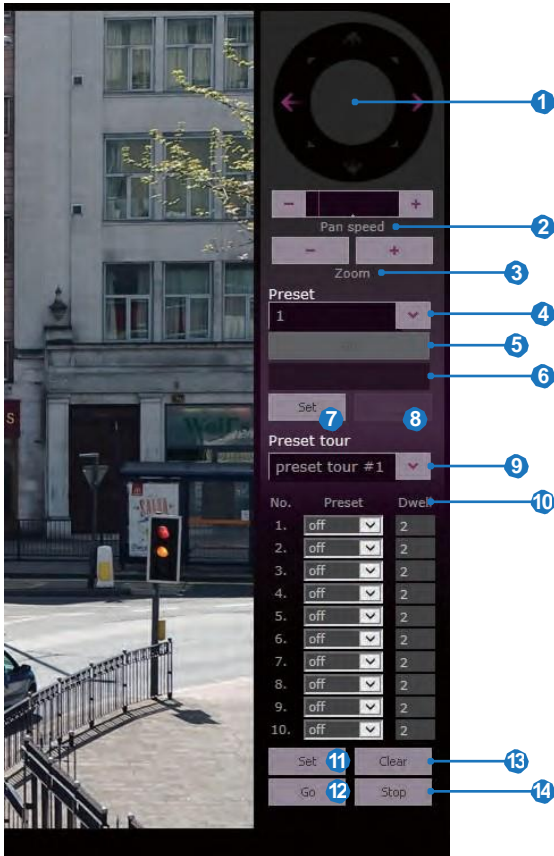 1
− +
Pan speed
2
− +
Zoom
3
Preset
1
4
5
6
Set
7
8
Preset tour
preset tour #1
9
No. Preset Dwell
10
1. off 2
2. off 2
3. off 2
4. off 2
5. off 2
6. off 2
7. off 2
8. off 2
9. off 2
10. off 2
Set 11 Clear 13
Go 12 Stop 14
SALSA
S